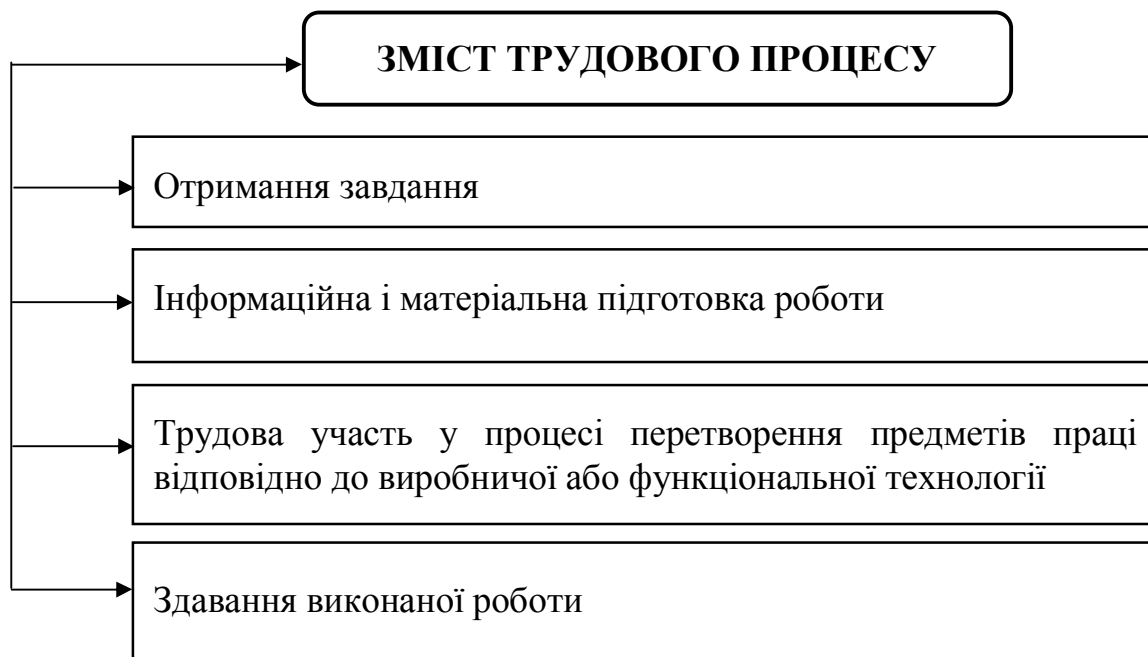 ЗМІСТ ТРУДОВОГО ПРОЦЕСУ
Отримання завдання
Інформаційна і матеріальна підготовка роботи
Трудова участь у процесі перетворення предметів праці
відповідно до виробничої або функціональної технології
Здавання виконаної роботи